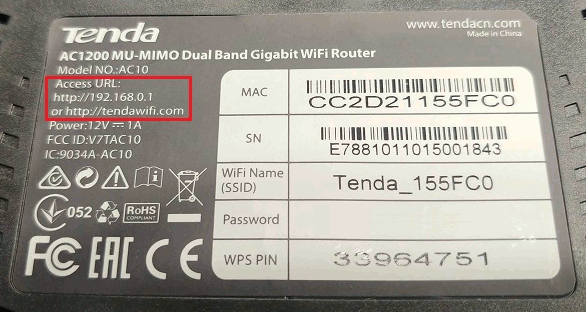 Tenda
www.tendacn.com
Made in China
AC1200 MU-MIMO Dual Band Gigabit WiFi Router
Model NO.:AC10
Access URL:
http://192.168.0.1
or http://tendawifi.com
Power:12V⎓1A
FCC ID:V7TAC10
IC:9034A-AC10
052
RoHS
COMPLIANT
FC EAC CE
MAC
CC2D21155FC0
SN
E7881011015001843
WiFi Name
(SSID)
Tenda_155FC0
Password
WPS PIN
33964751